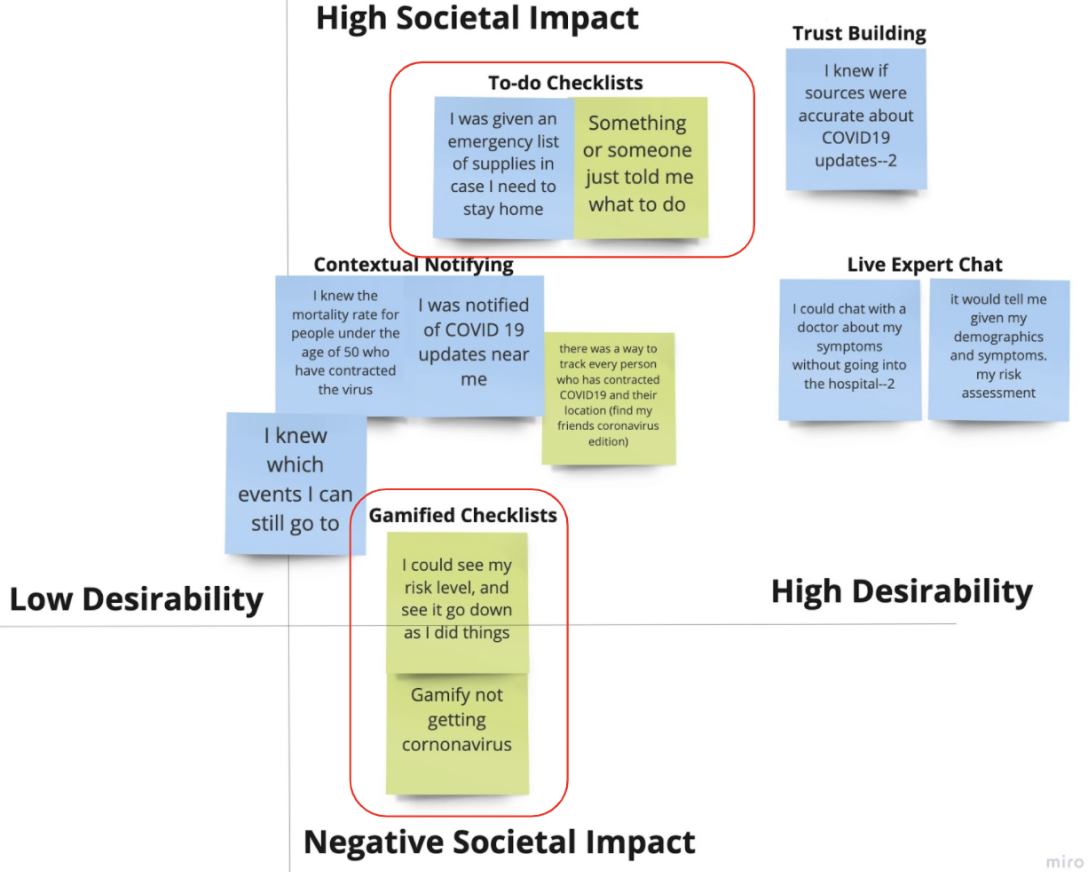 High Societal Impact
Trust Building
I knew if
sources were
accurate about
COVID19
updates--2
To-do Checklists
I was given an
emergency list
of supplies in
case I need to
stay home
Something
or someone
just told me
what to do
Contextual Notifying
I knew the
mortality rate for
people under the
age of 50 who
have contracted
the virus
I was notified
of COVID 19
updates near
me
there was a way to
track every person
who has contracted
COVID19 and their
location (find my
friends coronavirus
edition)
Live Expert Chat
I could chat with a
doctor about my
symptoms
without going into
the hospital--2
it would tell me
given my
demographics
and symptoms.
my risk
assessment
I knew
which
events I can
still go to
Gamified Checklists
I could see my
risk level, and
see it go down
as I did things
Low Desirability
High Desirability
Gamify not
getting
cornonavirus
Negative Societal Impact
miro